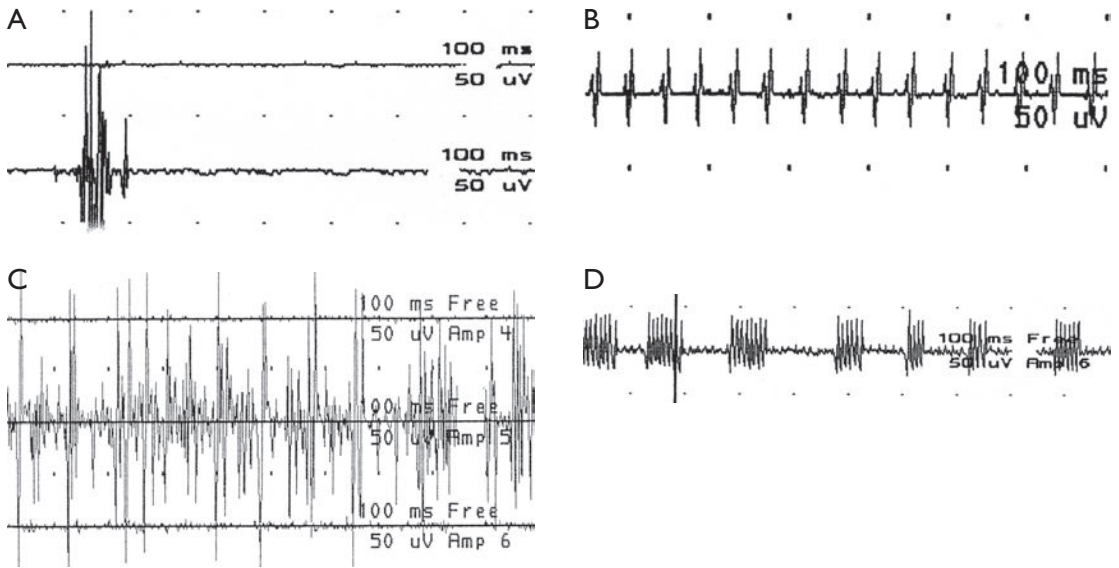 A
100 ms
50 uV
100 ms
50 uV
B
100 ms
50 uV
C
100 ms Free
50 uV Amp 4
100 ms Free
50 uV Amp 5
100 ms Free
50 uV Amp 6
D
100 ms Free
50 uV Amp 6